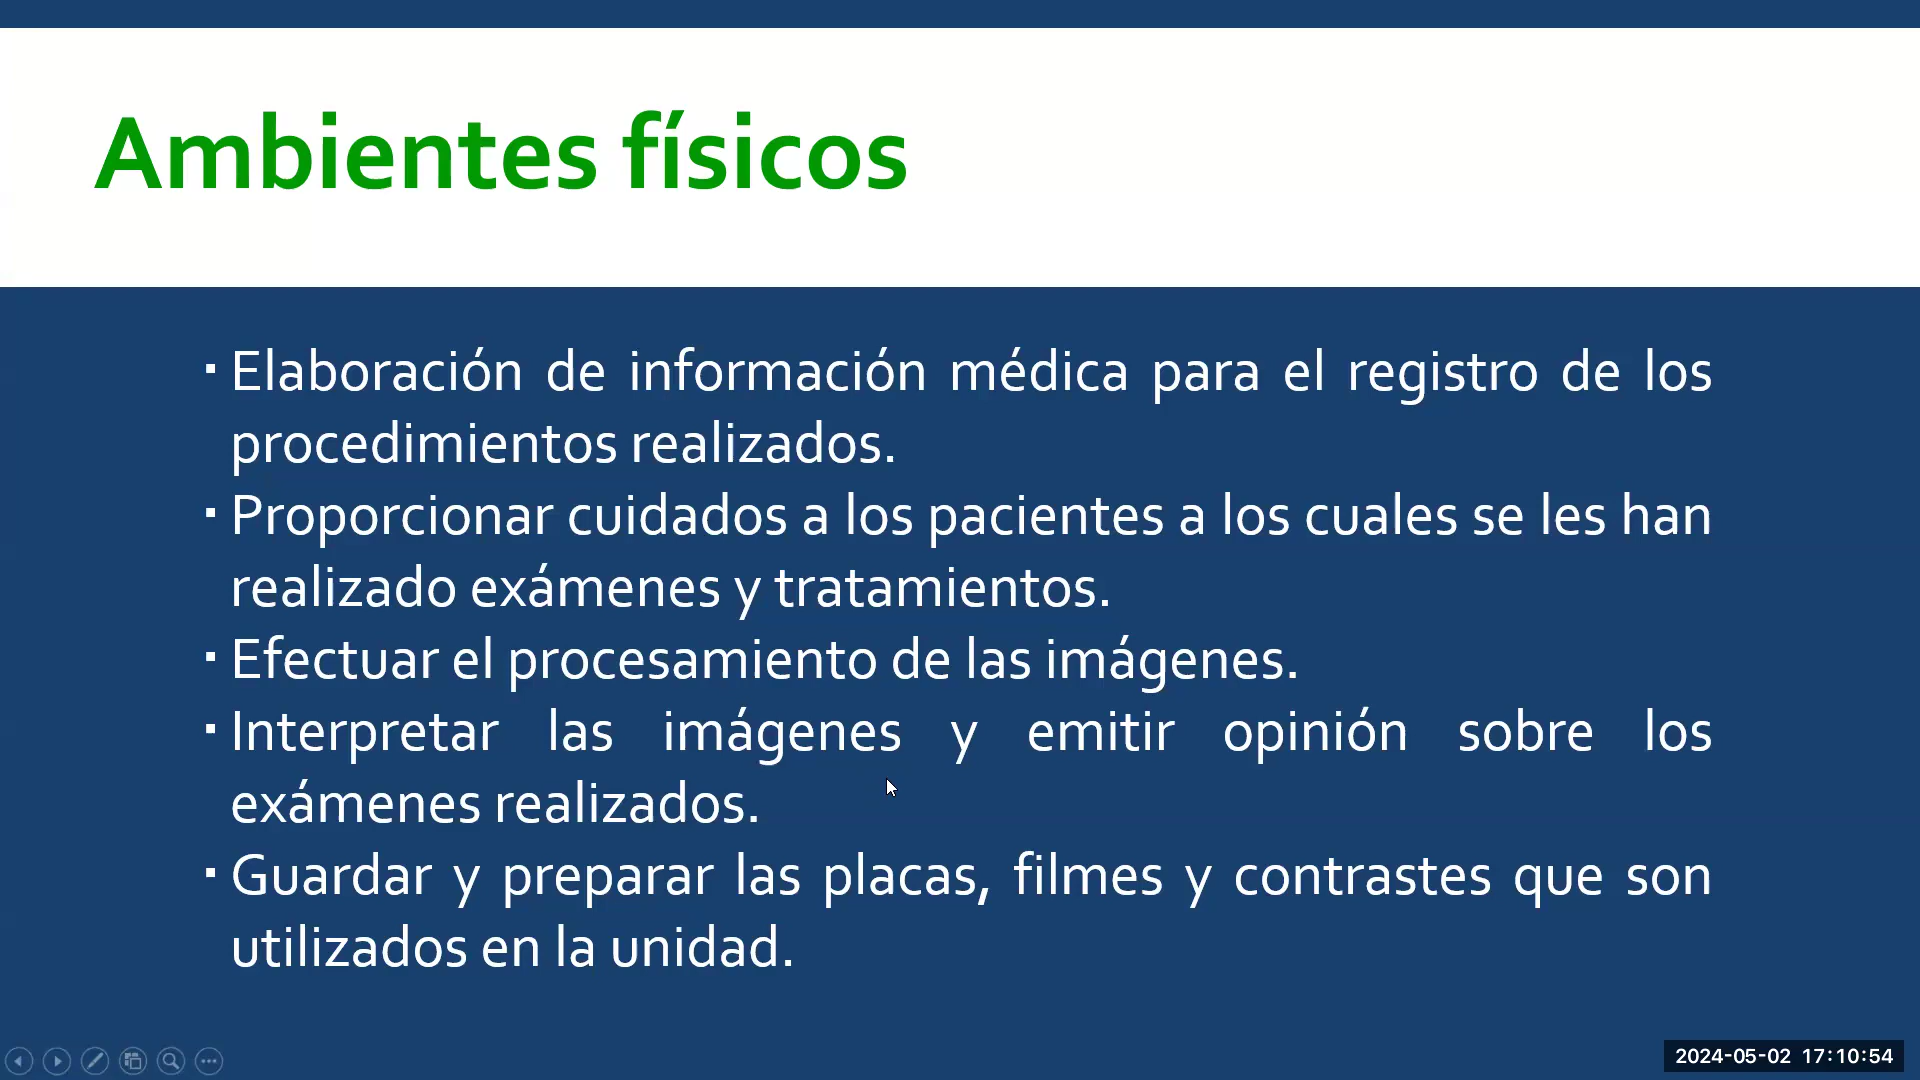 Ambientes físicos
▪ Elaboración de información médica para el registro de los
procedimientos realizados.
▪ Proporcionar cuidados a los pacientes a los cuales se les han
realizado exámenes y tratamientos.
▪ Efectuar el procesamiento de las imágenes.
▪ Interpretar las imágenes y emitir opinión sobre los
exámenes realizados.
▪ Guardar y preparar las placas, filmes y contrastes que son
utilizados en la unidad.
2024-05-02 17:10:54